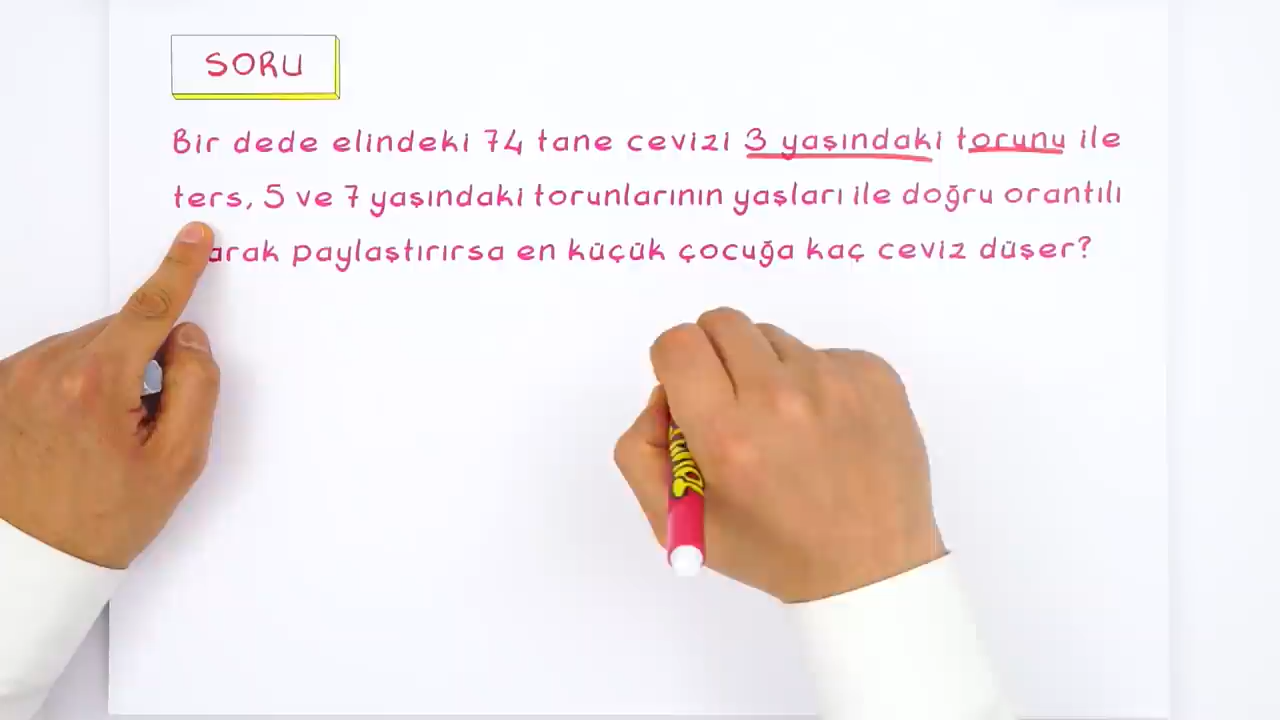 SORU
Bir dede elindeki 74 tane cevizi 3 yaşındaki torunu ile
ters, 5 ve 7 yaşındaki torunlarının yaşları ile doğru orantılı
arak paylaştırırsa en küçük çocuğa kaç ceviz düşer?